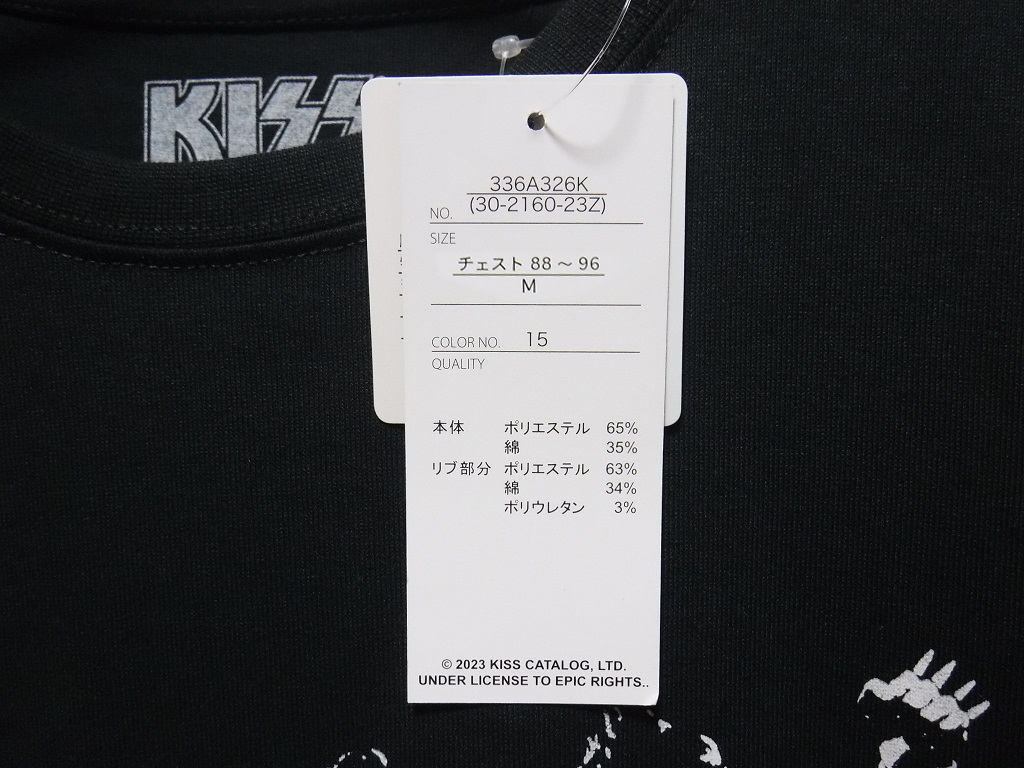 KISS
336A326K
NO. (30-2160-23Z)
SIZE
チェスト 88 ～ 96
M
COLOR NO. 15
QUALITY
本体 ポリエステル 65%
綿 35%
リブ部分 ポリエステル 63%
綿 34%
ポリウレタン 3%
© 2023 KISS CATALOG, LTD.
UNDER LICENSE TO EPIC RIGHTS..